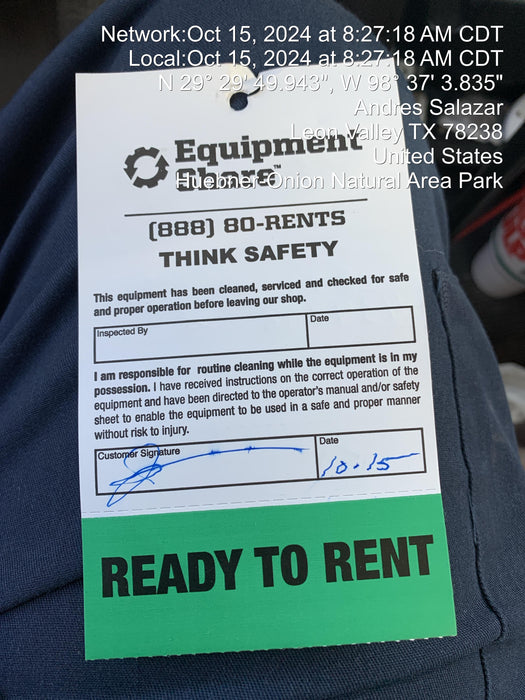 Network:Oct 15, 2024 at 8:27:18 AM CDT
Local:Oct 15, 2024 at 8:27:18 AM CDT
N 29° 29' 49.943", W 98° 37' 3.835"
Andres Salazar
Leon Valley TX 78238
United States
Huebner-Onion Natural Area Park
Equipment
Share™
(888) 80-RENTS
THINK SAFETY
This equipment has been cleaned, serviced and checked for safe
and proper operation before leaving our shop.
Inspected By
Date
I am responsible for routine cleaning while the equipment is in my
possession. I have received instructions on the correct operation of the
equipment and have been directed to the operator's manual and/or safety
sheet to enable the equipment to be used in a safe and proper manner
without risk to injury.
Customer Signature
Date
10-15
READY TO RENT